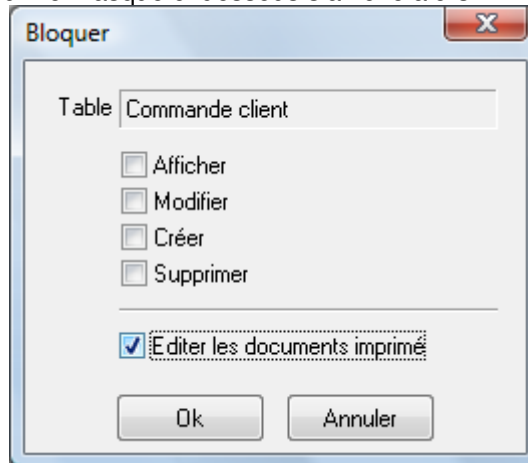 Bloquer
Table Commande client
Afficher
Modifier
Créer
Supprimer
Editer les documents imprimé
Ok Annuler